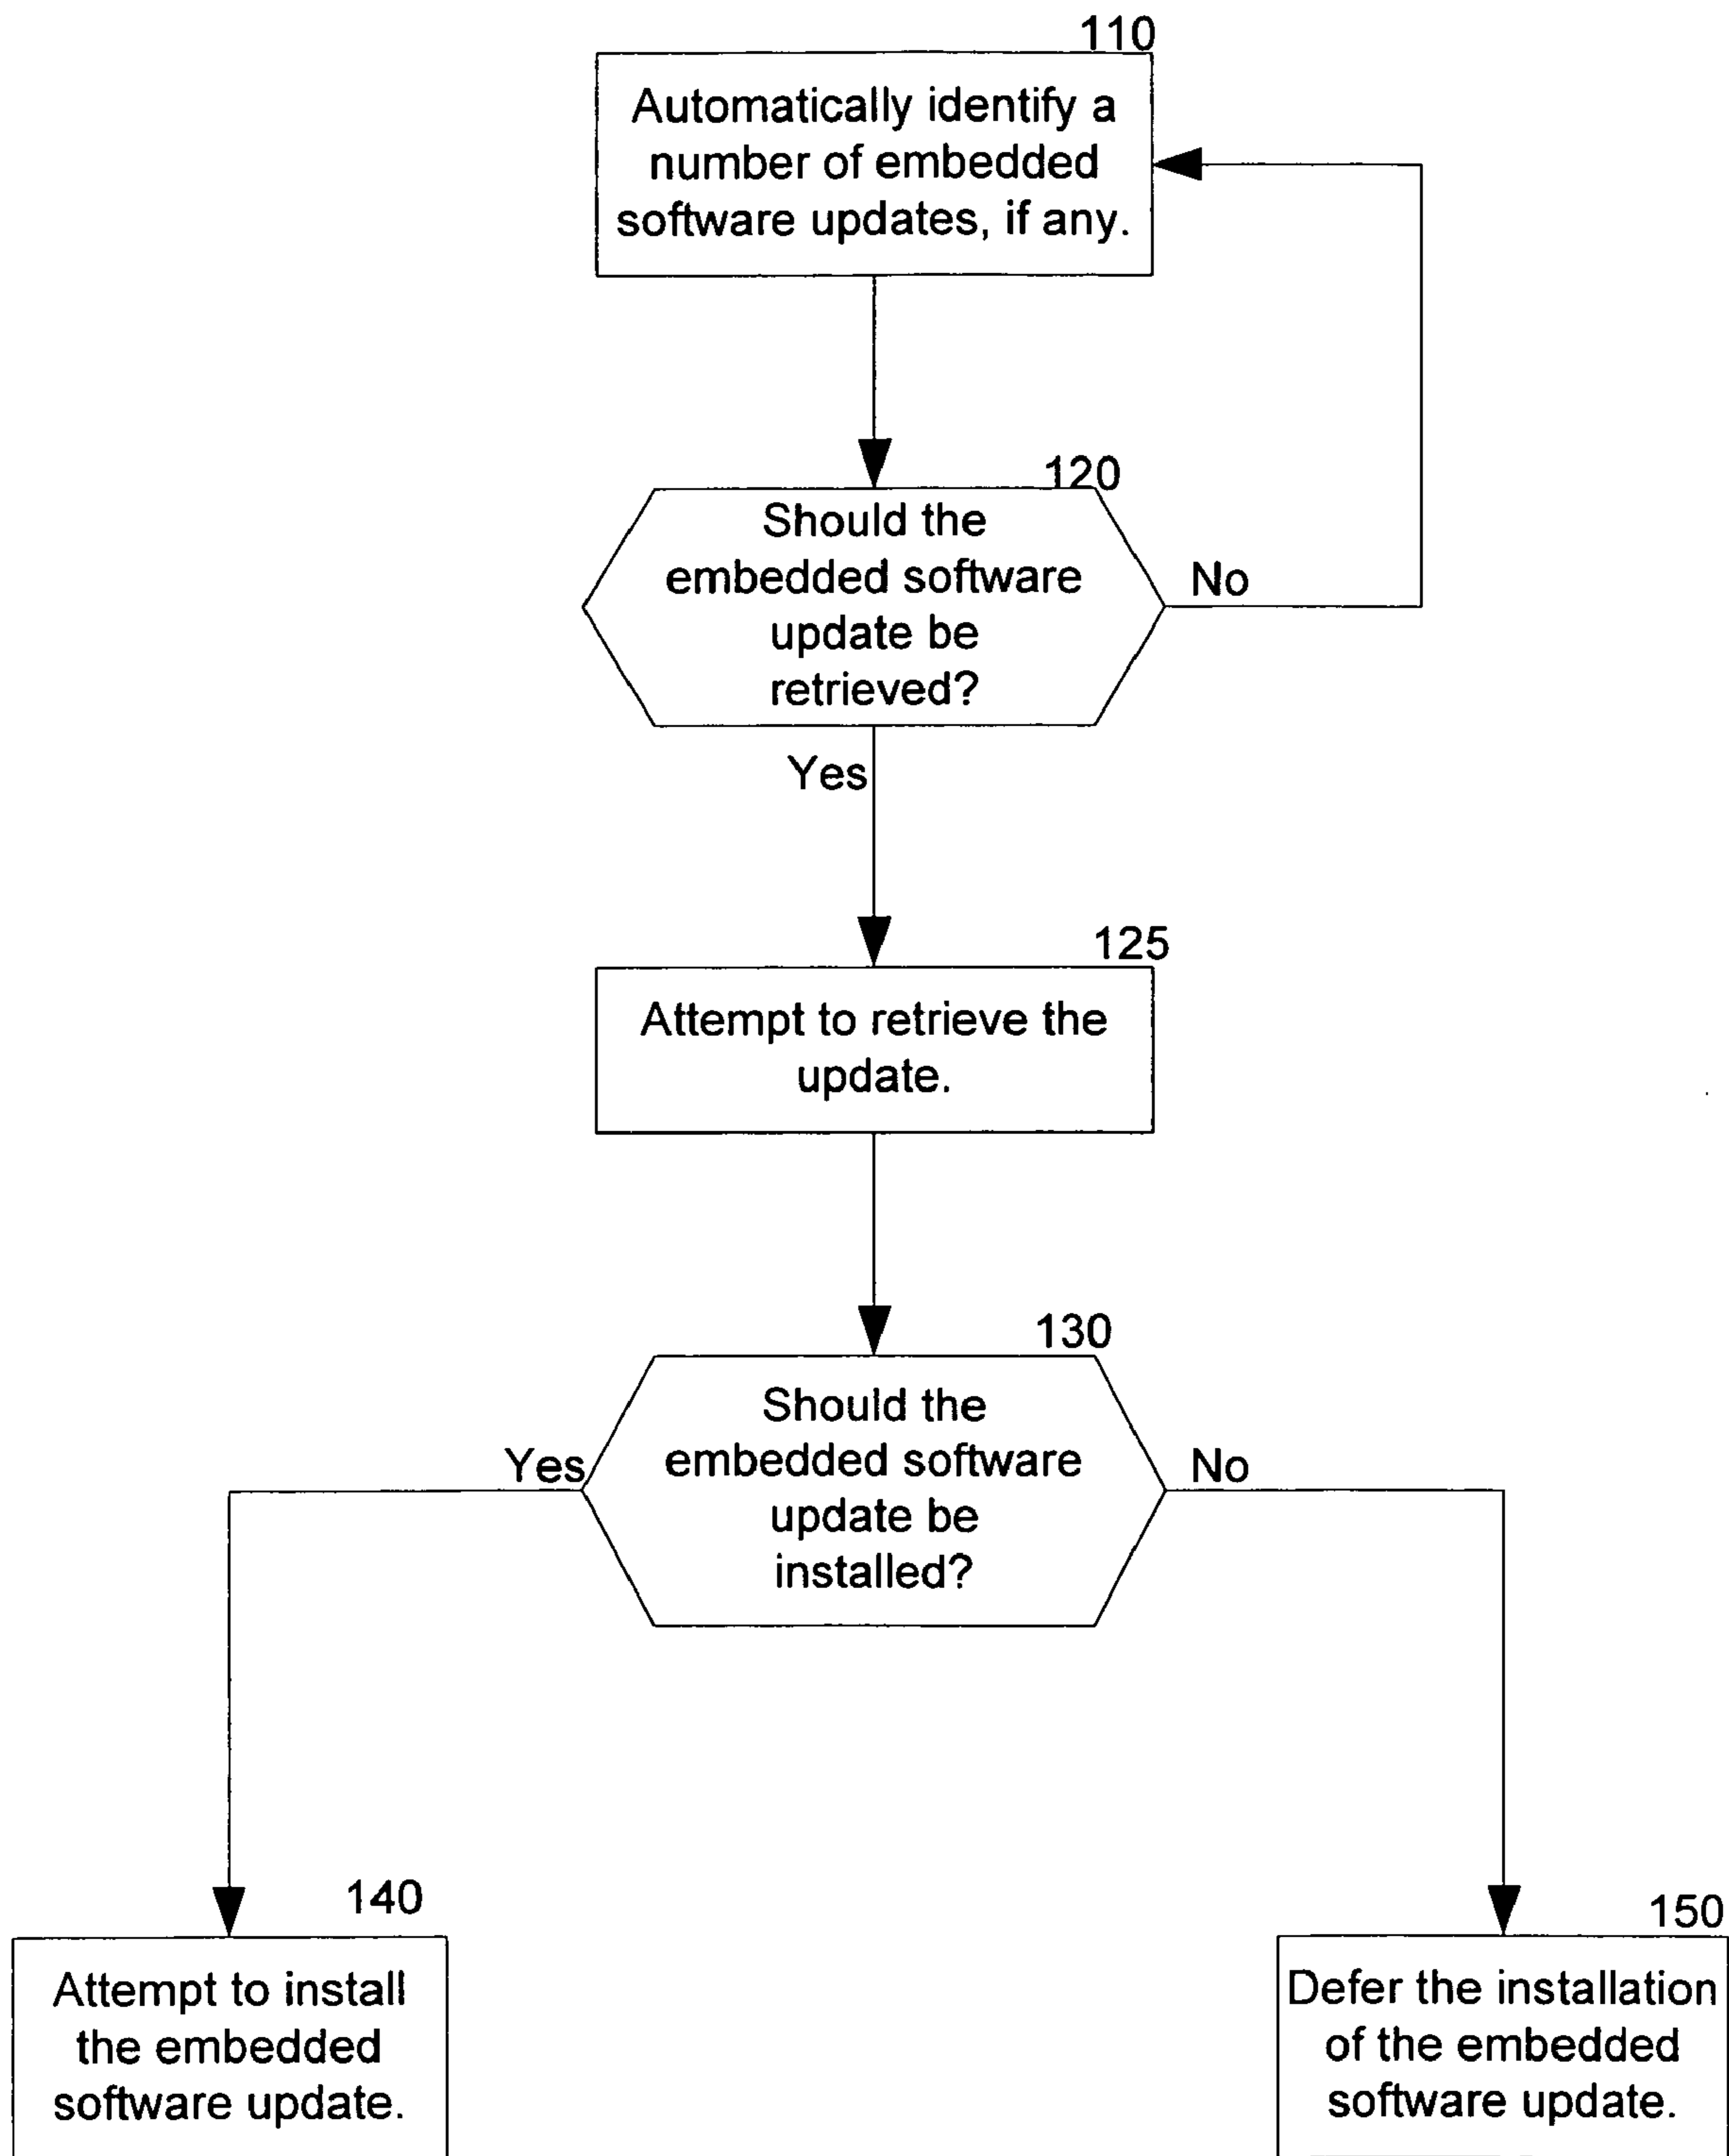 110
Automatically identify a
number of embedded
software updates, if any.
120
Should the
embedded software
update be
retrieved?
No
Yes
125
Attempt to retrieve the
update.
130
Should the
embedded software
update be
installed?
Yes
No
140
Attempt to install
the embedded
software update.
150
Defer the installation
of the embedded
software update.